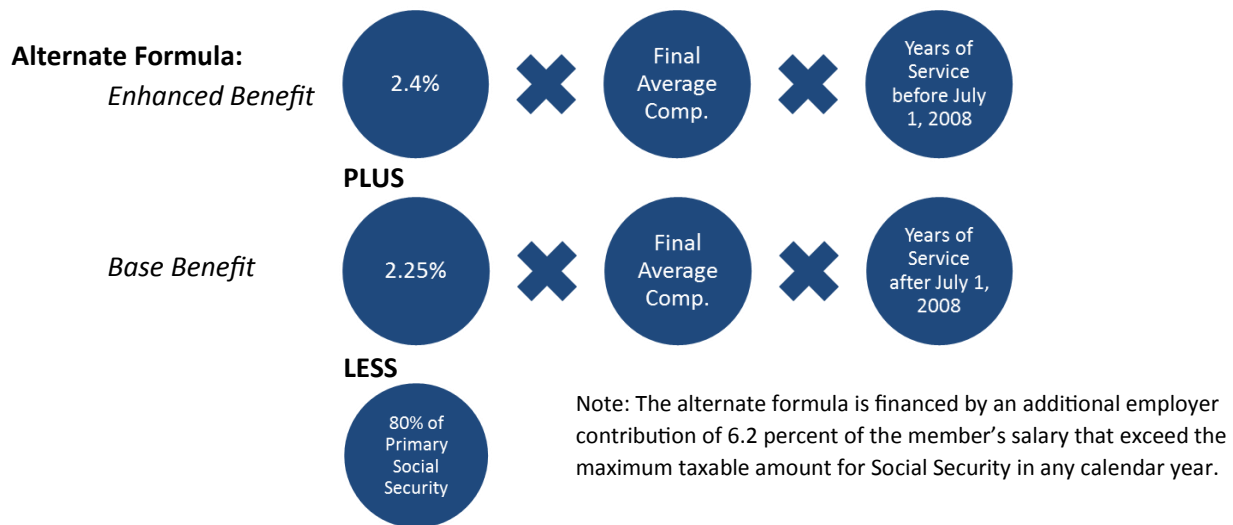 Alternate Formula:
Enhanced Benefit
2.4%
Final
Average
Comp.
Years of
Service
before July
1, 2008
PLUS
Base Benefit
2.25%
Final
Average
Comp.
Years of
Service
after July 1,
2008
LESS
80% of
Primary
Social
Security
Note: The alternate formula is financed by an additional employer
contribution of 6.2 percent of the member’s salary that exceed the
maximum taxable amount for Social Security in any calendar year.